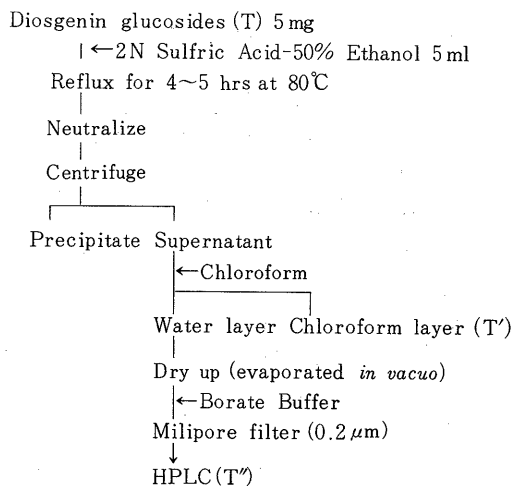 Diosgenin glucosides (T) 5 mg
←2N Sulfric Acid-50% Ethanol 5 ml
Reflux for 4~5 hrs at 80℃
Neutralize
Centrifuge
Precipitate Supernatant
←Chloroform
Water layer Chloroform layer (T′)
Dry up (evaporated in vacuo)
←Borate Buffer
Milipore filter (0.2 μm)
HPLC (T″)